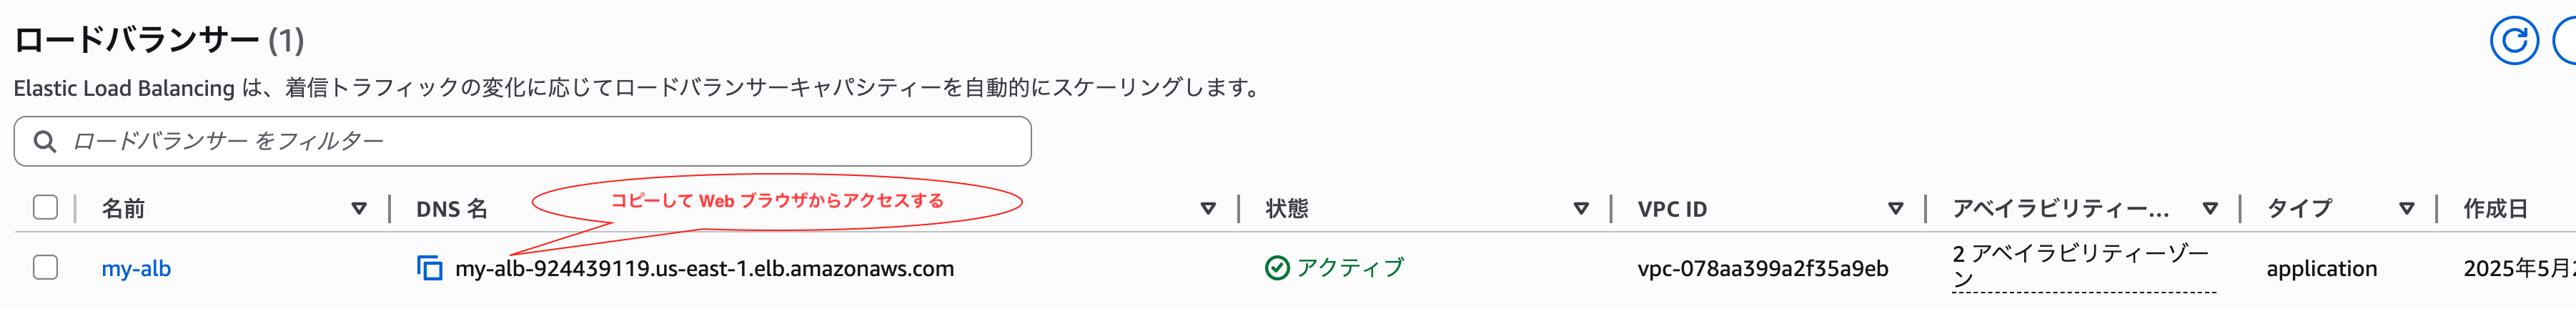 ロードバランサー (1)
Elastic Load Balancing は、着信トラフィックの変化に応じてロードバランサーキャパシティーを自動的にスケーリングします。
ロードバランサー をフィルター
コピーして Web ブラウザからアクセスする
名前 DNS 名 状態 VPC ID アベイラビリティー... タイプ 作成日
my-alb my-alb-924439119.us-east-1.elb.amazonaws.com アクティブ vpc-078aa399a2f35a9eb 2 アベイラビリティーゾー application 2025年5月
ン